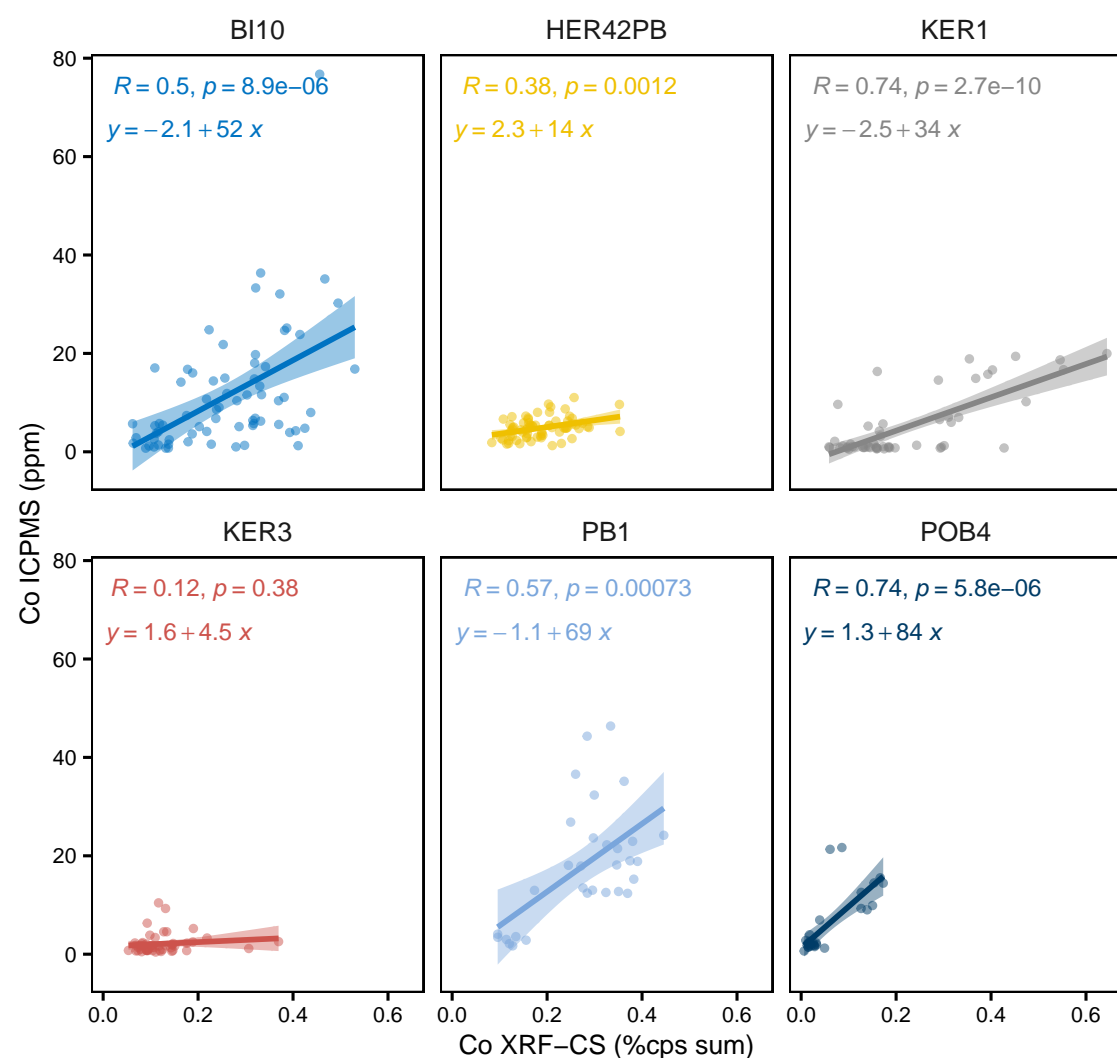 BI10
HER42PB
KER1
R = 0.5, p = 8.9e−06
y = −2.1 + 52 x
R = 0.38, p = 0.0012
y = 2.3 + 14 x
R = 0.74, p = 2.7e−10
y = −2.5 + 34 x
80
60
40
20
0
Co ICPMS (ppm)
KER3
PB1
POB4
R = 0.12, p = 0.38
y = 1.6 + 4.5 x
R = 0.57, p = 0.00073
y = −1.1 + 69 x
R = 0.74, p = 5.8e−06
y = 1.3 + 84 x
80
60
40
20
0
0.0 0.2 0.4 0.6
0.0 0.2 0.4 0.6
0.0 0.2 0.4 0.6
Co XRF−CS (%cps sum)